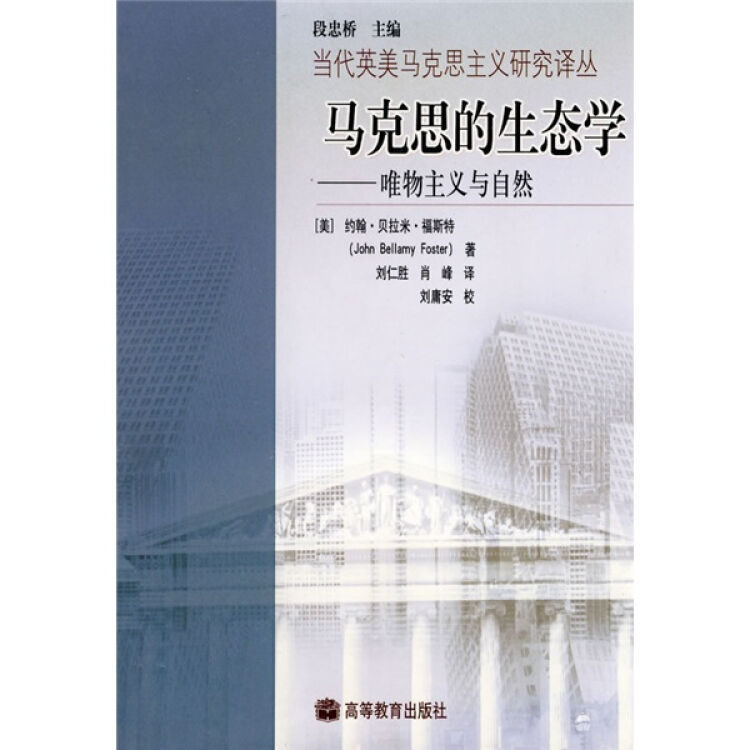 段忠桥 主编
当代英美马克思主义研究译丛
马克思的生态学
——唯物主义与自然
[美] 约翰·贝拉米·福斯特
(John Bellamy Foster) 著
刘仁胜 肖峰 译
刘庸安 校
高等教育出版社